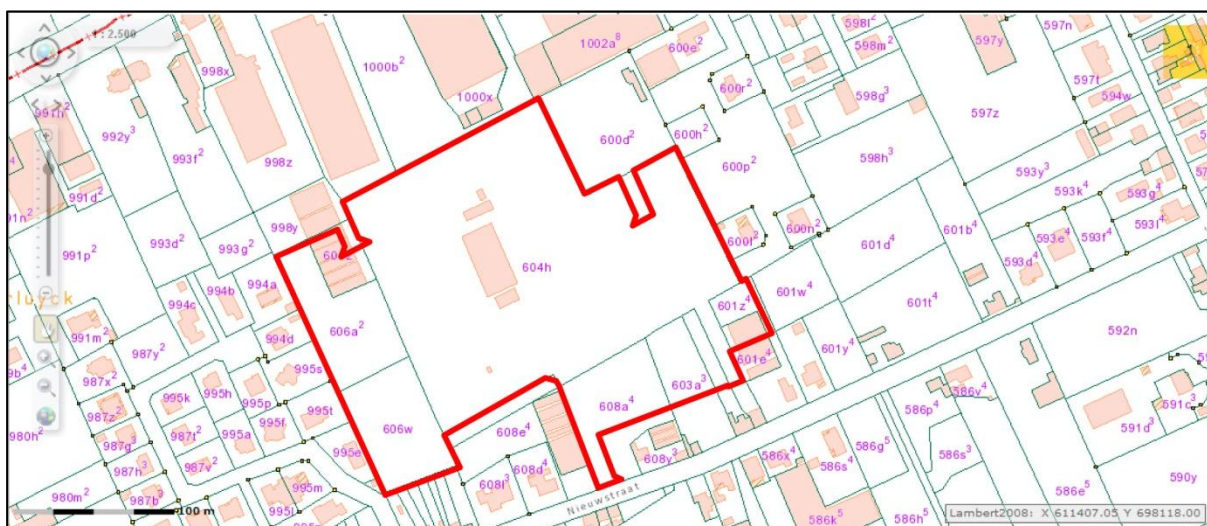 1 : 2.500
998x
1000b²
1002a⁸
600e²
598l²
598m²
597y
597n
597t
594w
1000x
991h²
992y³
993f²
998z
600d²
600r²
600h²
598g³
597z
600p²
598h³
593y³
593k⁴
593g⁴
991d²
991n²
991p²
993d²
993g²
998y
604h
600l²
600n²
601d⁴
601b⁴
593d⁴
593e⁴
593f⁴
593l⁴
luyck
994a
994b
994c
606a²
601z⁴
601w⁴
601t⁴
592n
991m²
987y²
994d
995s
601e⁴
601y⁴
603a³
987x²
995k
995h
995p
995t
987z²
987t²
995a
995f
608a⁴
608e⁴
586v⁴
586p⁴
591c³
591d³
980h²
987g³
987v²
995e
606w
608y³
586g⁵
586s³
987h³
608d⁴
608l³
586x⁴
586s⁴
980m²
987b³
995m
995l
Nieuwstraat
586k⁵
586h⁵
586e⁵
590y
100 m
Lambert2008: X 611407.05 Y 698118.00